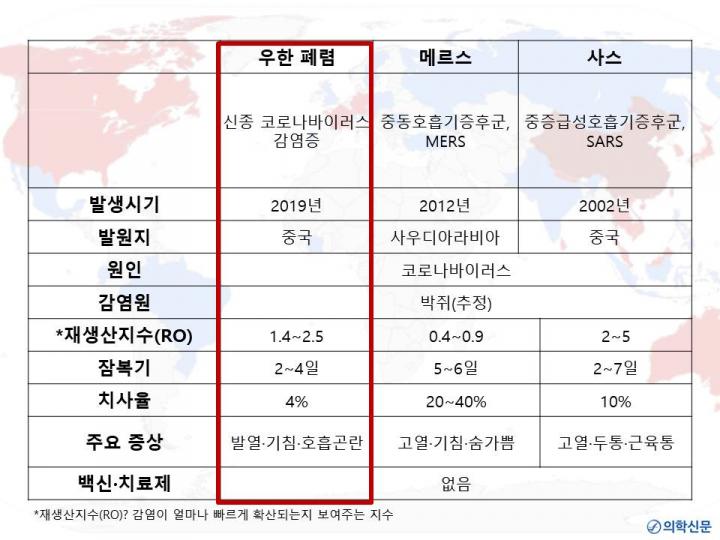 우한 폐렴 메르스 사스
신종 코로나바이러스 감염증 중동호흡기증후군, MERS 중증급성호흡기증후군, SARS
발생시기 2019년 2012년 2002년
발원지 중국 사우디아라비아 중국
원인 코로나바이러스
감염원 박쥐(추정)
*재생산지수(RO) 1.4~2.5 0.4~0.9 2~5
잠복기 2~4일 5~6일 2~7일
치사율 4% 20~40% 10%
주요 증상 발열·기침·호흡곤란 고열·기침·숨가쁨 고열·두통·근육통
백신·치료제 없음
*재생산지수(RO)? 감염이 얼마나 빠르게 확산되는지 보여주는 지수
의학신문